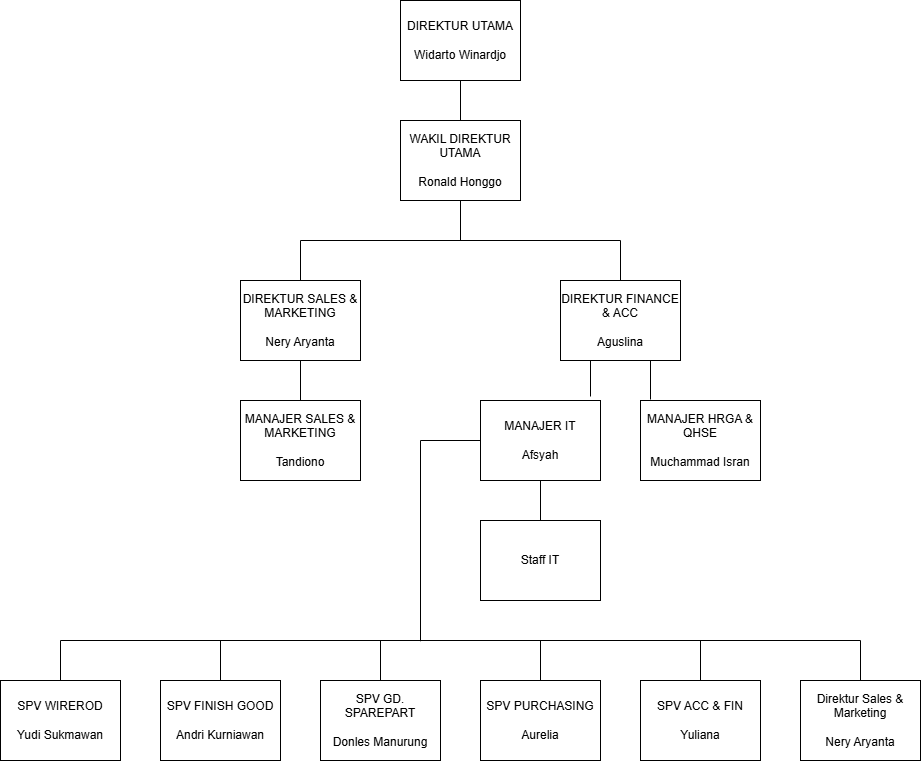 DIREKTUR UTAMA
Widarto Winardjo
WAKIL DIREKTUR
UTAMA
Ronald Honggo
DIREKTUR SALES &
MARKETING
Nery Aryanta
DIREKTUR FINANCE
& ACC
Aguslina
MANAJER SALES &
MARKETING
Tandiono
MANAJER IT
Afsyah
MANAJER HRGA &
QHSE
Muchammad Isran
Staff IT
SPV WIREROD
Yudi Sukmawan
SPV FINISH GOOD
Andri Kurniawan
SPV GD.
SPAREPART
Donles Manurung
SPV PURCHASING
Aurelia
SPV ACC & FIN
Yuliana
Direktur Sales &
Marketing
Nery Aryanta